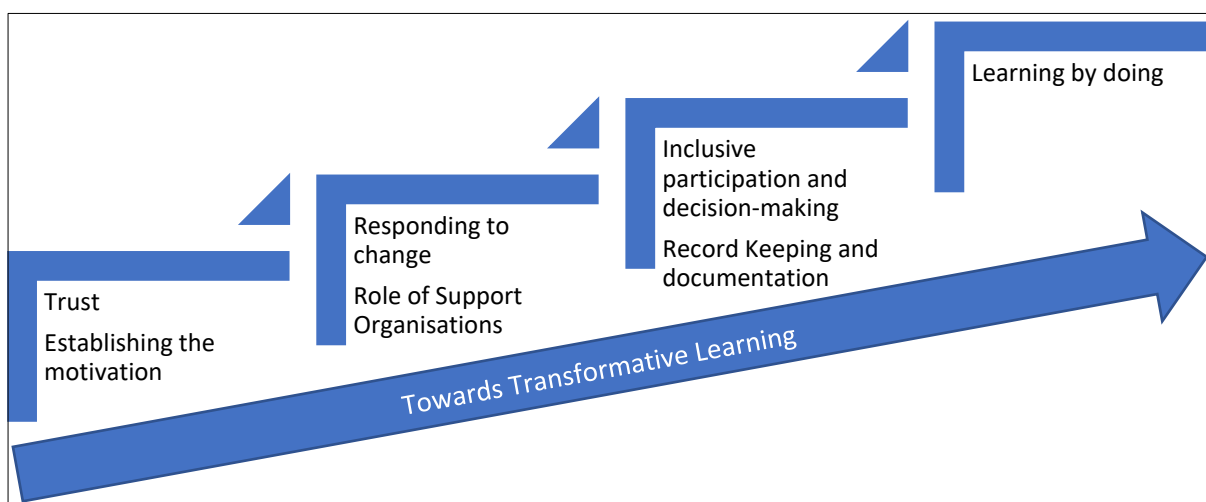 Trust
Establishing the
motivation
Responding to
change
Role of Support
Organisations
Inclusive
participation and
decision-making
Record Keeping and
documentation
Learning by doing
Towards Transformative Learning